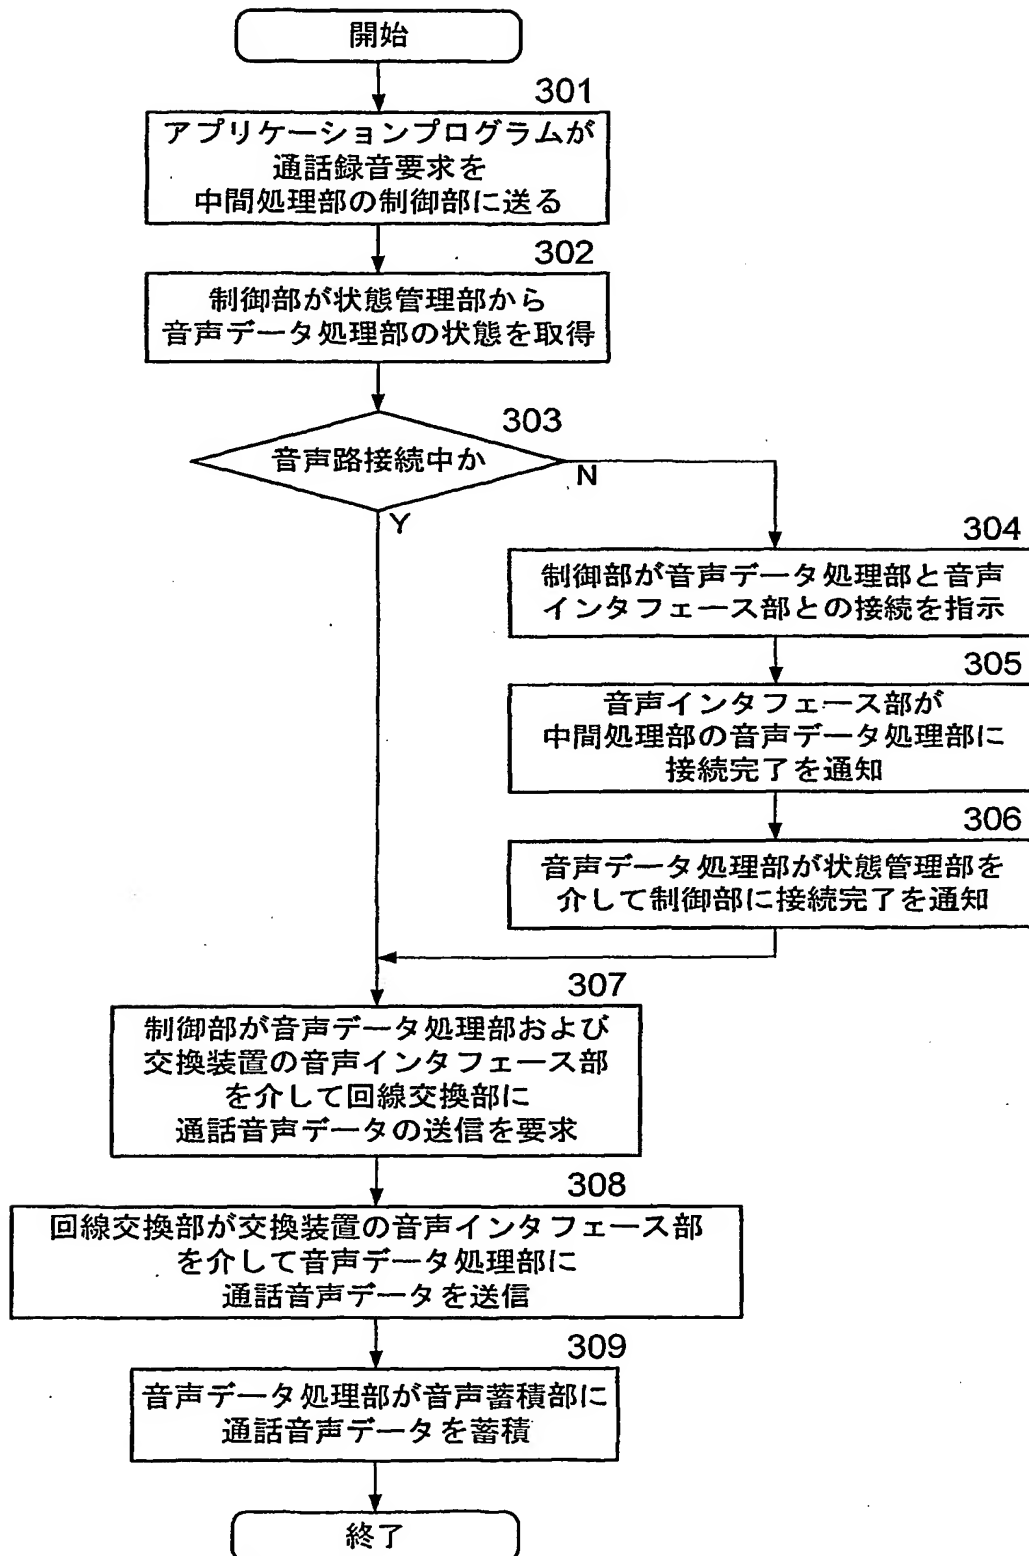 開始
301
アプリケーションプログラムが
通話録音要求を
中間処理部の制御部に送る
302
制御部が状態管理部から
音声データ処理部の状態を取得
303
音声路接続中か
N
Y
304
制御部が音声データ処理部と音声
インタフェース部との接続を指示
305
音声インタフェース部が
中間処理部の音声データ処理部に
接続完了を通知
306
音声データ処理部が状態管理部を
介して制御部に接続完了を通知
307
制御部が音声データ処理部および
交換装置の音声インタフェース部
を介して回線交換部に
通話音声データの送信を要求
308
回線交換部が交換装置の音声インタフェース部
を介して音声データ処理部に
通話音声データを送信
309
音声データ処理部が音声蓄積部に
通話音声データを蓄積
終了